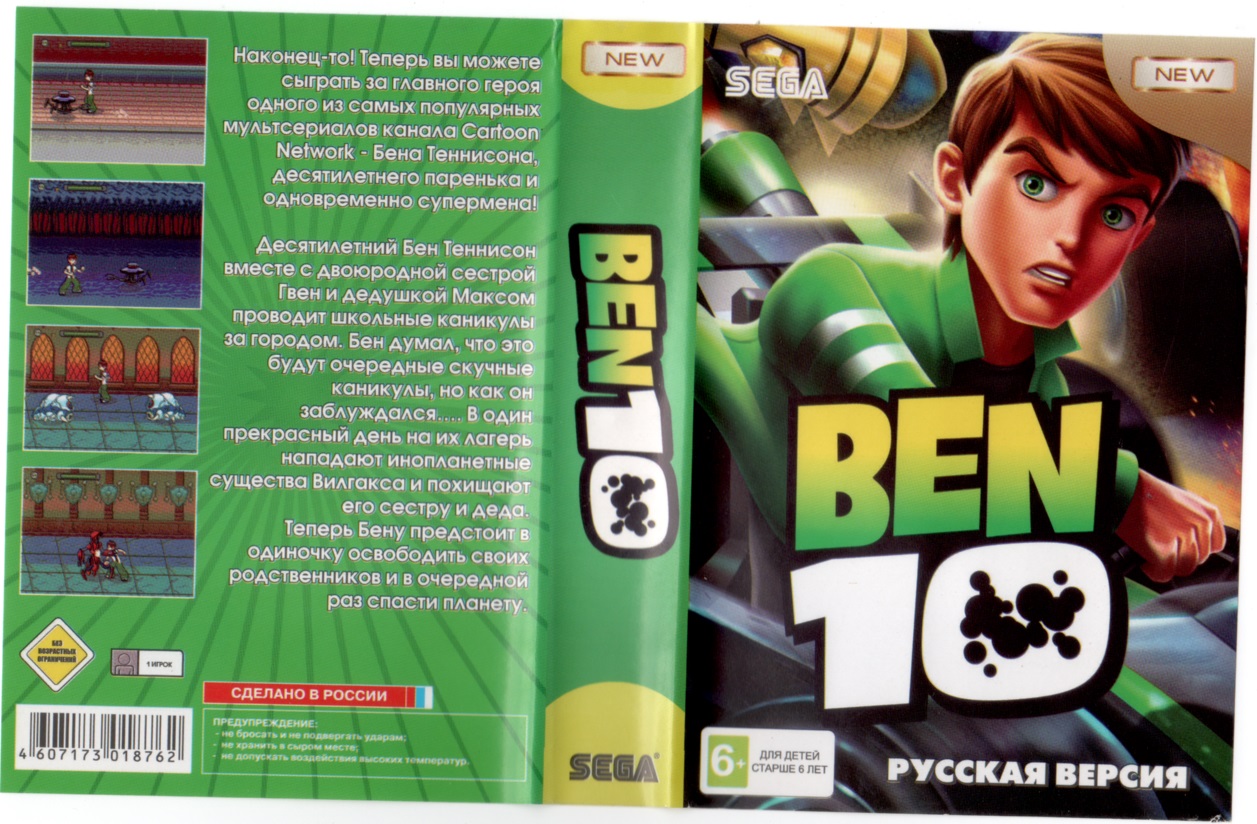 Наконец-то! Теперь вы можете
сыграть за главного героя
одного из самых популярных
мультсериалов канала Cartoon
Network - Бена Теннисона,
десятилетнего паренька и
одновременно супермена!
Десятилетний Бен Теннисон
вместе с двоюродной сестрой
Гвен и дедушкой Максом
проводит школьные каникулы
за городом. Бен думал, что это
будут очередные скучные
каникулы, но как он
заблуждался.... В один
прекрасный день на их лагерь
нападают инопланетные
существа Вилгакса и похищают
его сестру и деда.
Теперь Бену предстоит в
одиночку освободить своих
родственников и в очередной
раз спасти планету.
БЕЗ
ВОЗРАСТНЫХ
ОГРАНИЧЕНИЙ
1 ИГРОК
СДЕЛАНО В РОССИИ
4 607173 018762
ПРЕДУПРЕЖДЕНИЕ:
- не бросать и не подвергать ударам;
- не хранить в сыром месте;
- не допускать воздействия высоких температур.
NEW
BEN 10
SEGA®
SEGA
NEW
BEN
10
6+
ДЛЯ ДЕТЕЙ
СТАРШЕ 6 ЛЕТ
РУССКАЯ ВЕРСИЯ